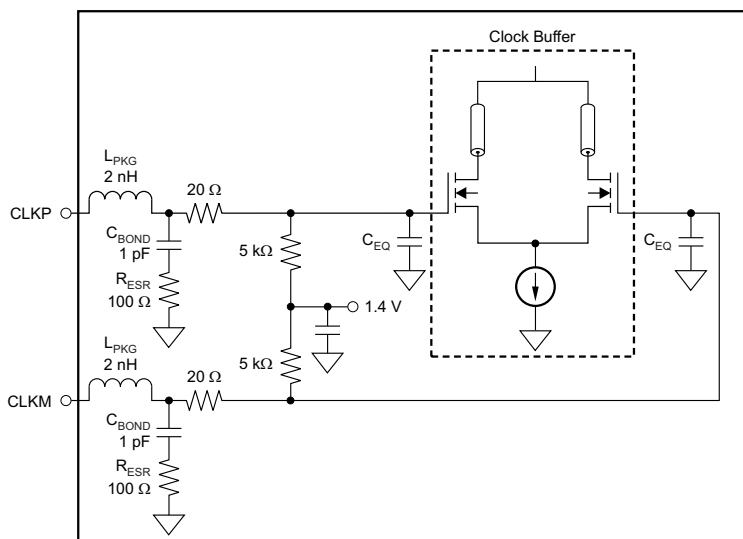 Clock Buffer
L_PKG
2 nH
20 Ω
CLKP
C_BOND
1 pF
5 kΩ
C_EQ
C_EQ
R_ESR
100 Ω
1.4 V
L_PKG
2 nH
5 kΩ
20 Ω
CLKM
C_BOND
1 pF
R_ESR
100 Ω